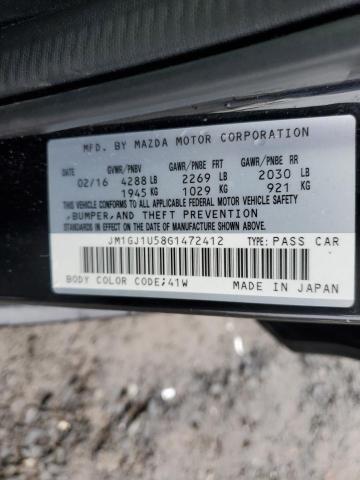 MFD. BY MAZDA MOTOR CORPORATION
DATE GVWR/PNBV GAWR/PNBE FRT GAWR/PNBE RR
02/16 4288 LB 2269 LB 2030 LB
1945 KG 1029 KG 921 KG
THIS VEHICLE CONFORMS TO ALL APPLICABLE FEDERAL MOTOR VEHICLE SAFETY,
BUMPER, AND THEFT PREVENTION
STANDARDS IN EFFECT ON THE DATE OF MANUFACTURE SHOWN ABOVE.
JM1GJ1U58G1472412 TYPE: PASS CAR
BODY COLOR CODE:41W MADE IN JAPAN